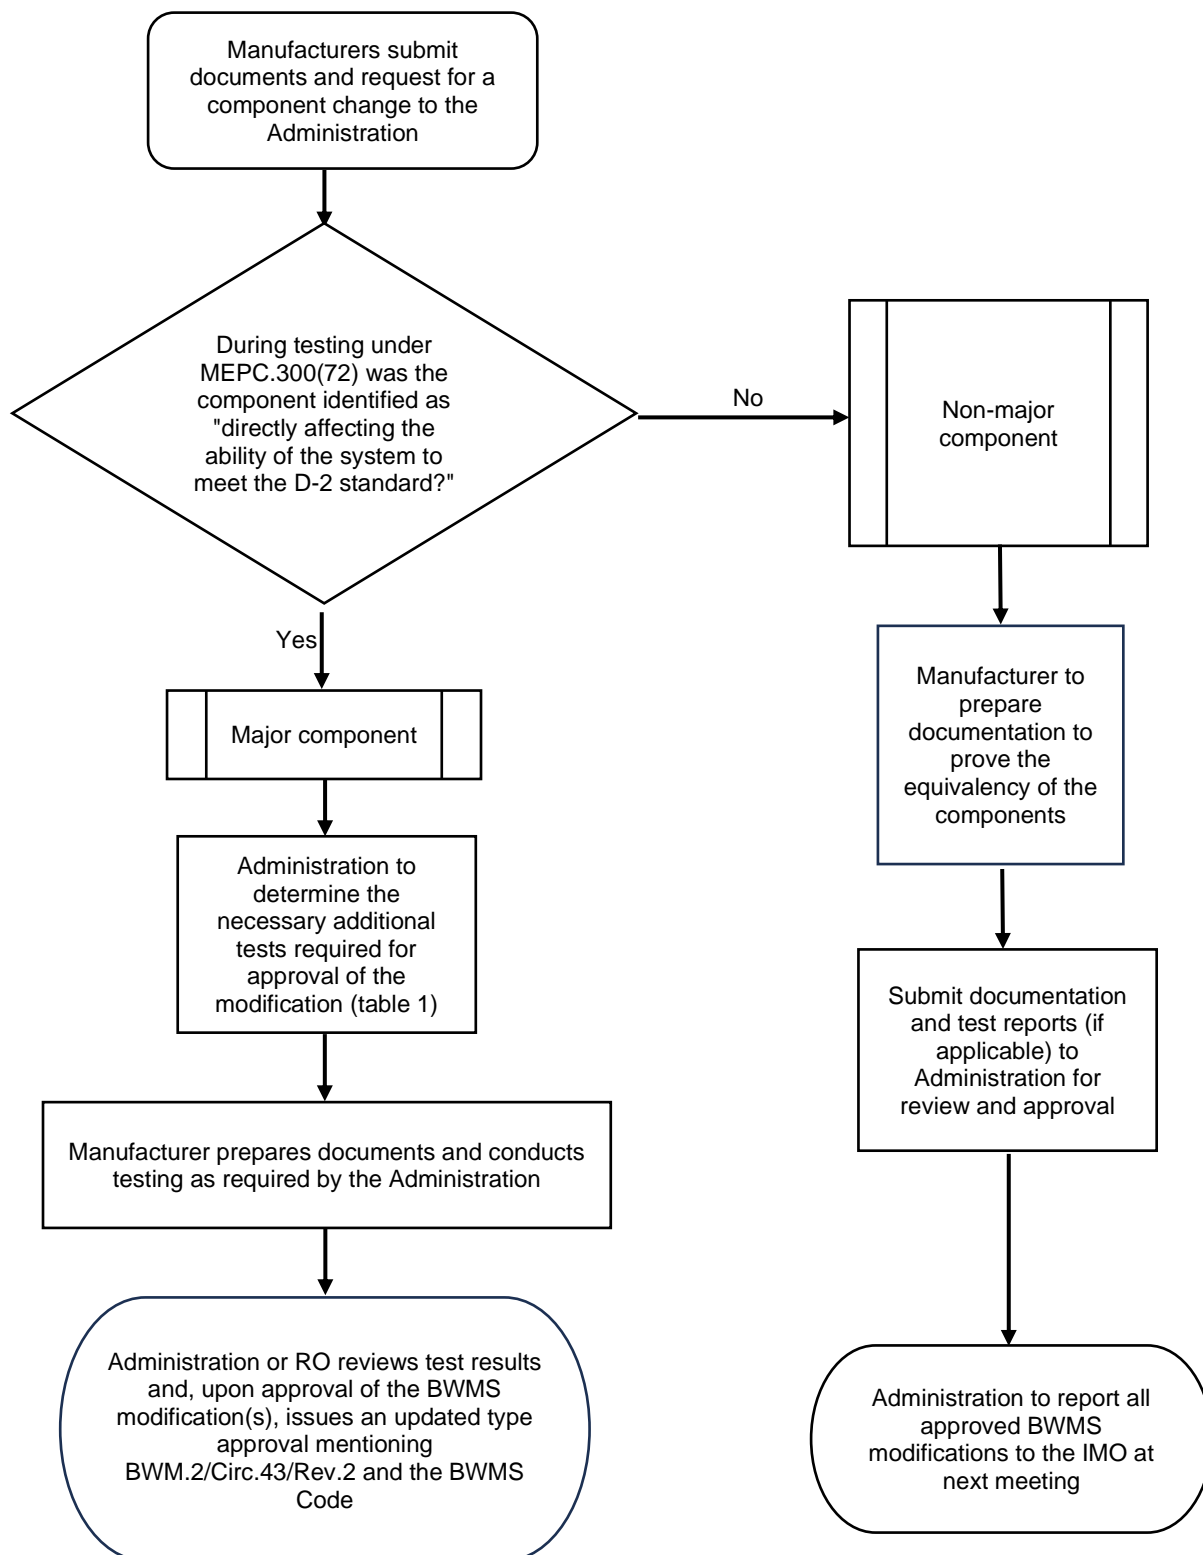 Manufacturers submit
documents and request for a
component change to the
Administration
During testing under
MEPC.300(72) was the
component identified as
"directly affecting the
ability of the system to
meet the D-2 standard?"
No
Non-major
component
Yes
Major component
Manufacturer to
prepare
documentation to
prove the
equivalency of the
components
Administration to
determine the
necessary additional
tests required for
approval of the
modification (table 1)
Submit documentation
and test reports (if
applicable) to
Administration for
review and approval
Manufacturer prepares documents and conducts
testing as required by the Administration
Administration or RO reviews test results
and, upon approval of the BWMS
modification(s), issues an updated type
approval mentioning
BWM.2/Circ.43/Rev.2 and the BWMS
Code
Administration to report all
approved BWMS
modifications to the IMO at
next meeting